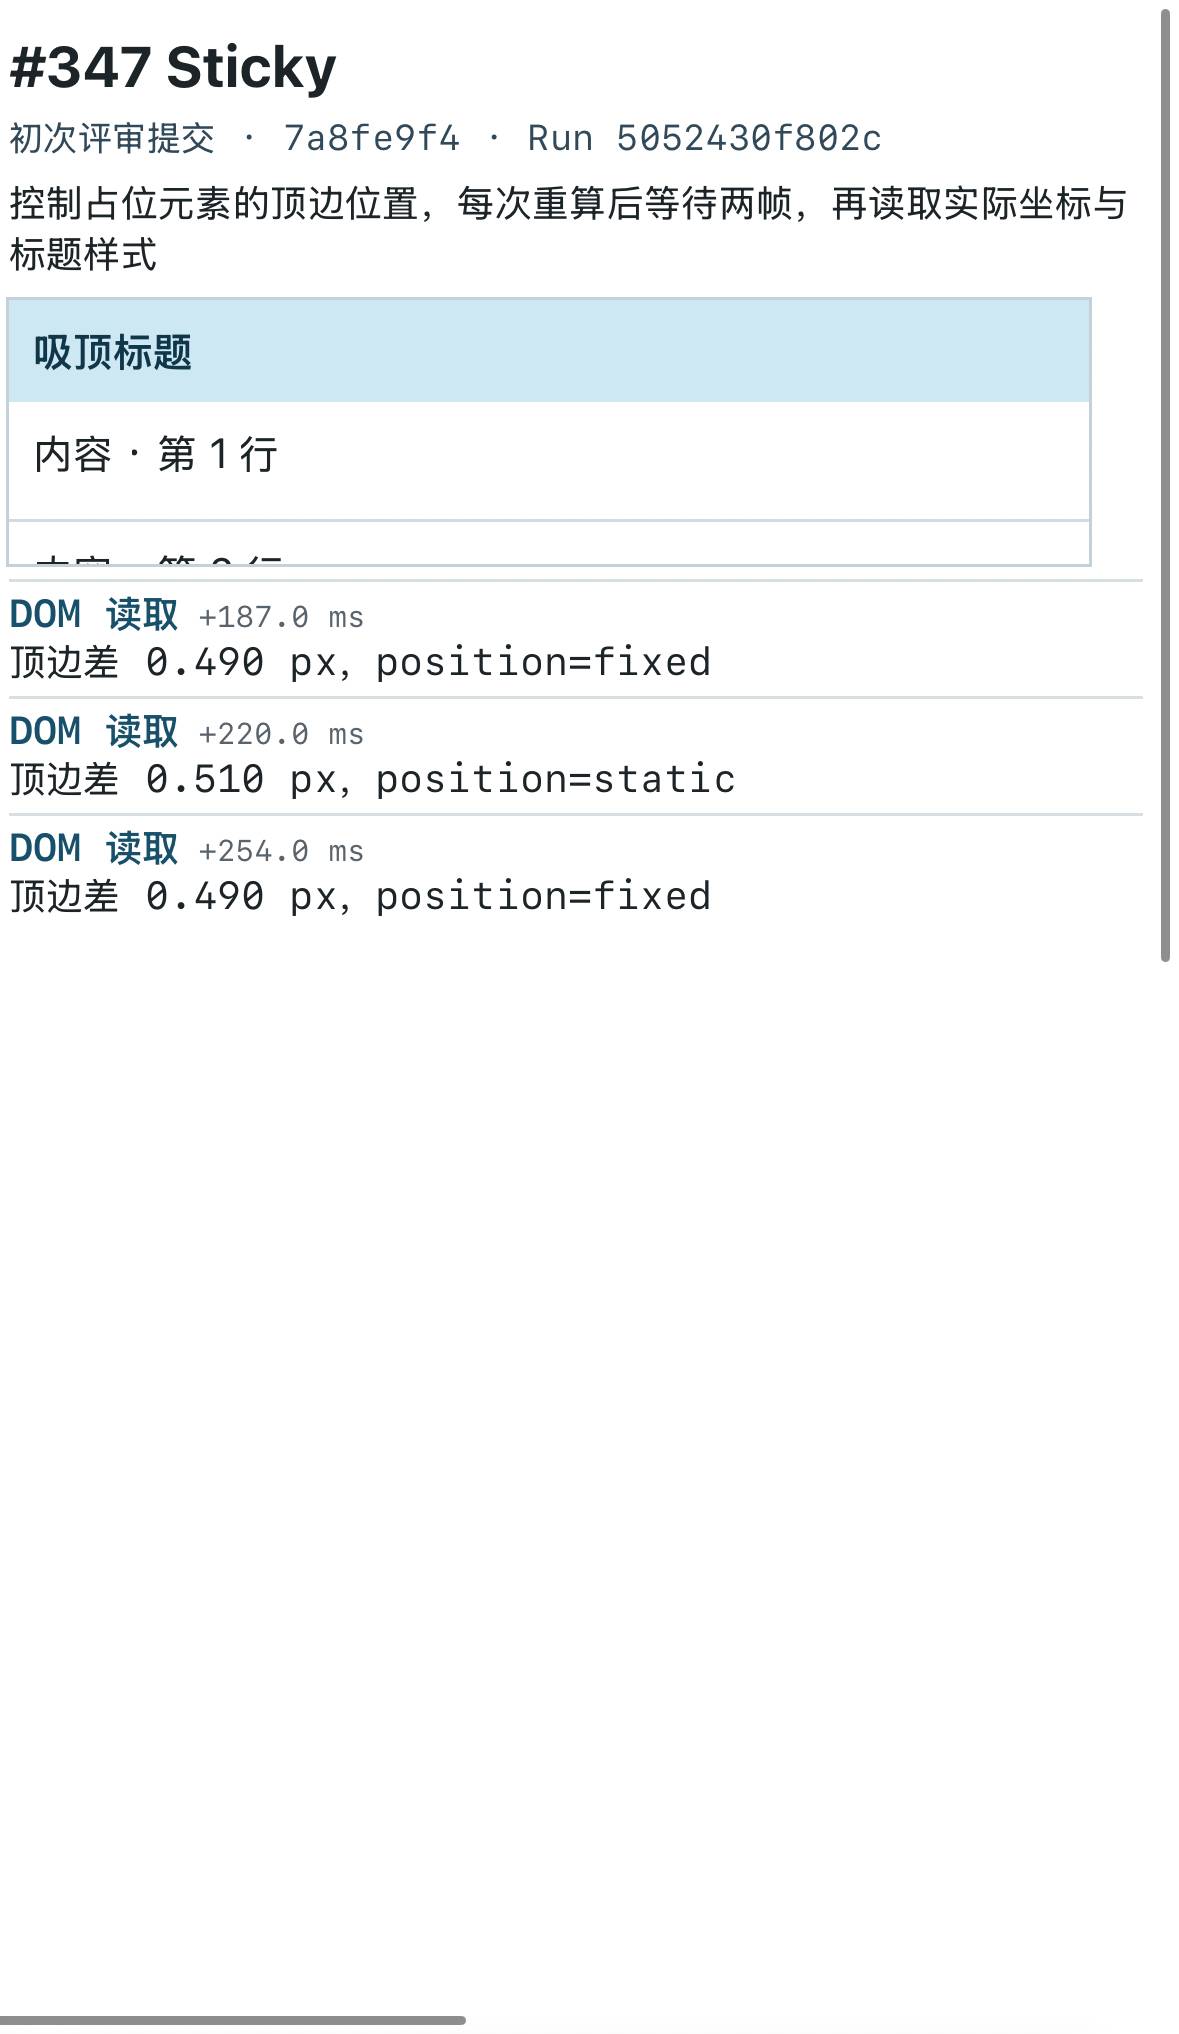 #347 Sticky
初次评审提交 · 7a8fe9f4 · Run 5052430f802c
控制占位元素的顶边位置，每次重算后等待两帧，再读取实际坐标与
标题样式
吸顶标题
内容 · 第 1 行
DOM 读取 +187.0 ms
顶边差 0.490 px，position=fixed
DOM 读取 +220.0 ms
顶边差 0.510 px，position=static
DOM 读取 +254.0 ms
顶边差 0.490 px，position=fixed